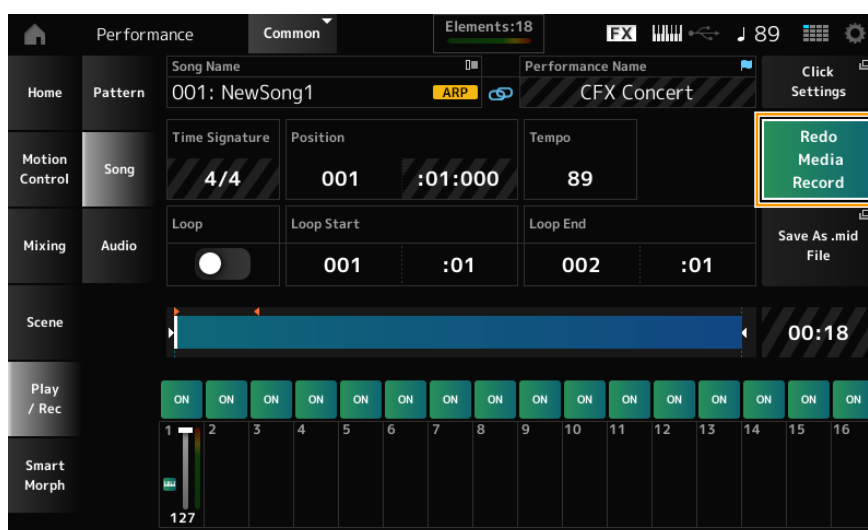 Performance
Common
Elements:18
FX
♩ 89
Home
Motion
Control
Mixing
Scene
Play
/ Rec
Smart
Morph
Pattern
Song
Audio
Song Name
001: NewSong1
ARP
Performance Name
CFX Concert
Click
Settings
Time Signature
4/4
Position
001 :01:000
Tempo
89
Redo
Media
Record
Loop
Loop Start
001 :01
Loop End
002 :01
Save As .mid
File
00:18
ON ON ON ON ON ON ON ON ON ON ON ON ON ON ON ON
1 2 3 4 5 6 7 8 9 10 11 12 13 14 15 16
127